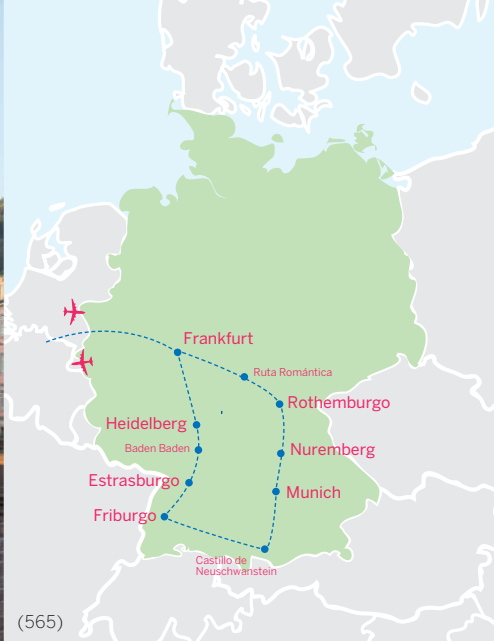 Frankfurt
Ruta Romántica
Rothemburgo
Heidelberg
Baden Baden
Nuremberg
Estrasburgo
Munich
Friburgo
Castillo de
Neuschwanstein
(565)